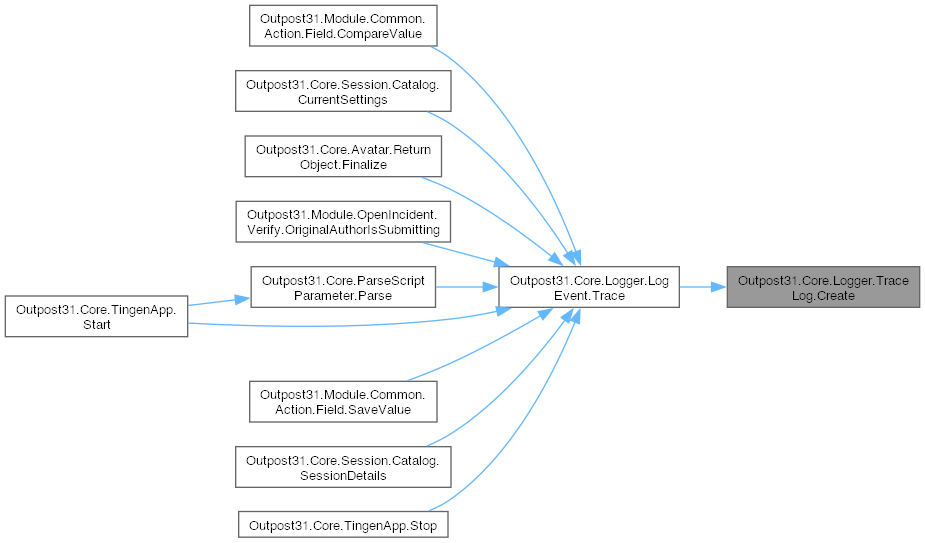 Outpost31.Module.Common.
Action.Field.CompareValue
Outpost31.Core.Session.Catalog.
CurrentSettings
Outpost31.Core.Avatar.Return
Object.Finalize
Outpost31.Module.OpenIncident.
Verify.OriginalAuthorIsSubmitting
Outpost31.Core.ParseScript
Parameter.Parse
Outpost31.Core.TingenApp.
Start
Outpost31.Core.Logger.Log
Event.Trace
Outpost31.Core.Logger.Trace
Log.Create
Outpost31.Module.Common.
Action.Field.SaveValue
Outpost31.Core.Session.Catalog.
SessionDetails
Outpost31.Core.TingenApp.Stop